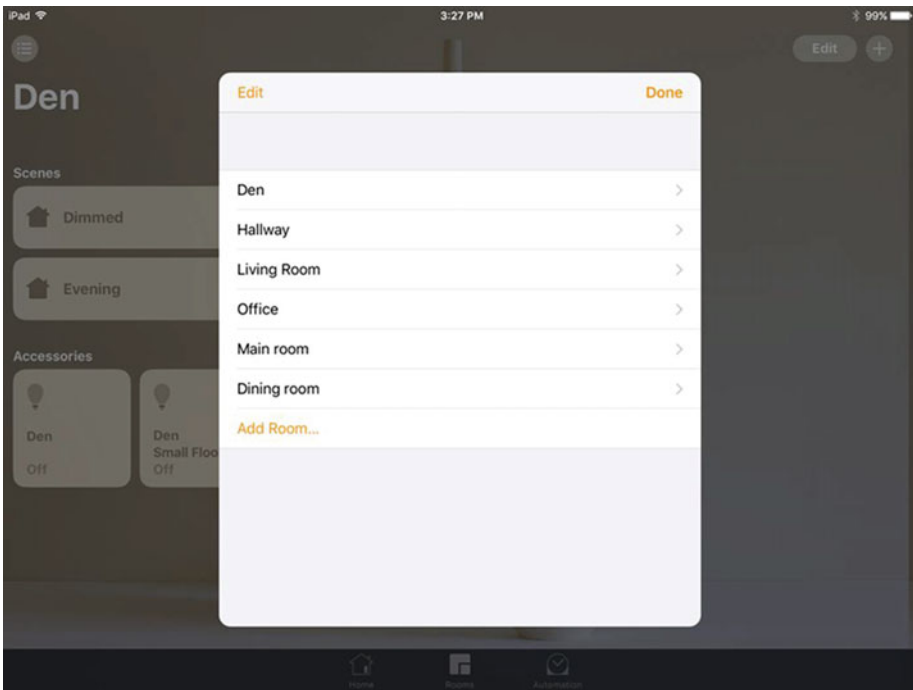 iPad 3:27 PM 99%
Edit
Den
Edit Done
Scenes
Dimmed
Evening
Accessories
Den
Off
Den
Small Floo
Off
Den
Hallway
Living Room
Office
Main room
Dining room
Add Room...
Home Rooms Automation